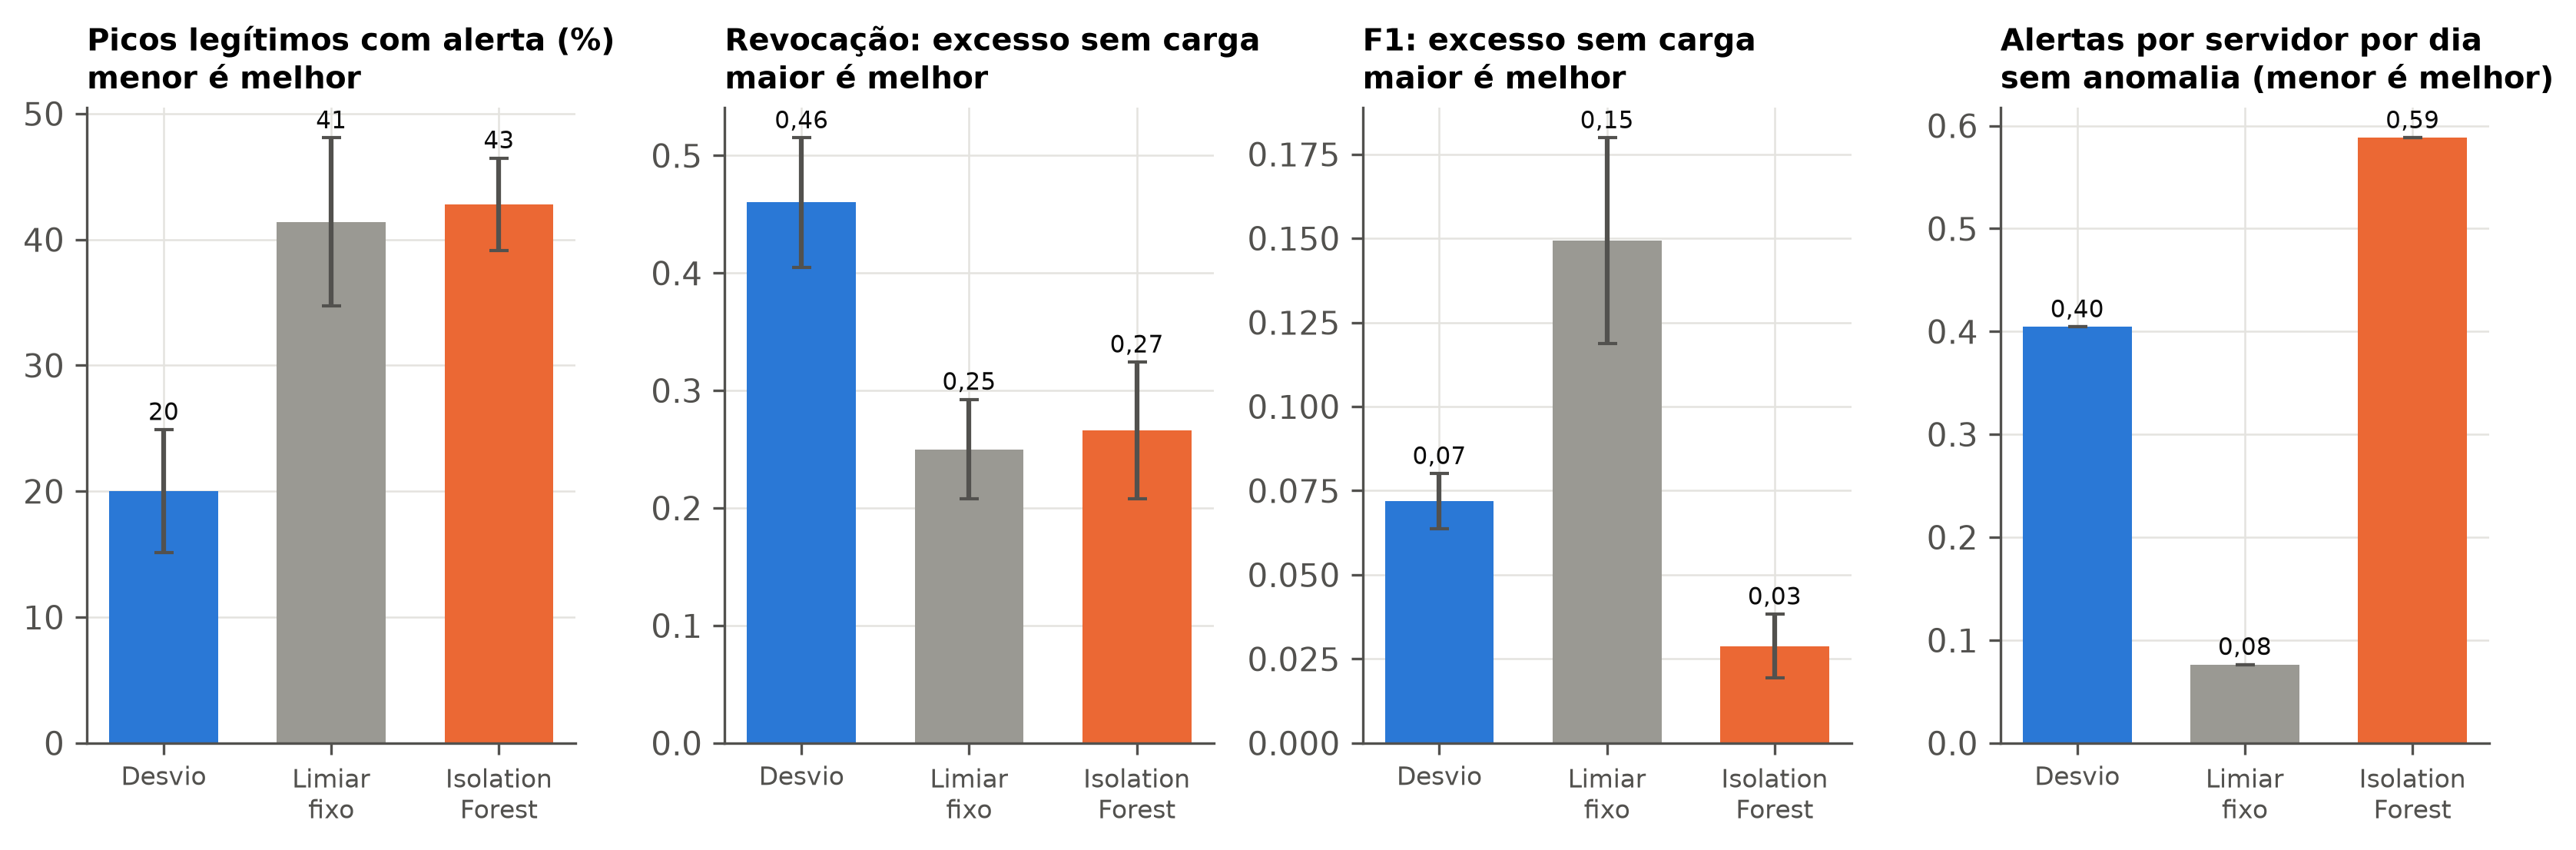 Picos legítimos com alerta (%)
menor é melhor
50
40
30
20
10
0
20
41
43
Desvio
Limiar
fixo
Isolation
Forest
Revocação: excesso sem carga
maior é melhor
0.5
0.4
0.3
0.2
0.1
0.0
0,46
0,25
0,27
Desvio
Limiar
fixo
Isolation
Forest
F1: excesso sem carga
maior é melhor
0.175
0.150
0.125
0.100
0.075
0.050
0.025
0.000
0,07
0,15
0,03
Desvio
Limiar
fixo
Isolation
Forest
Alertas por servidor por dia
sem anomalia (menor é melhor)
0.6
0.5
0.4
0.3
0.2
0.1
0.0
0,40
0,08
0,59
Desvio
Limiar
fixo
Isolation
Forest